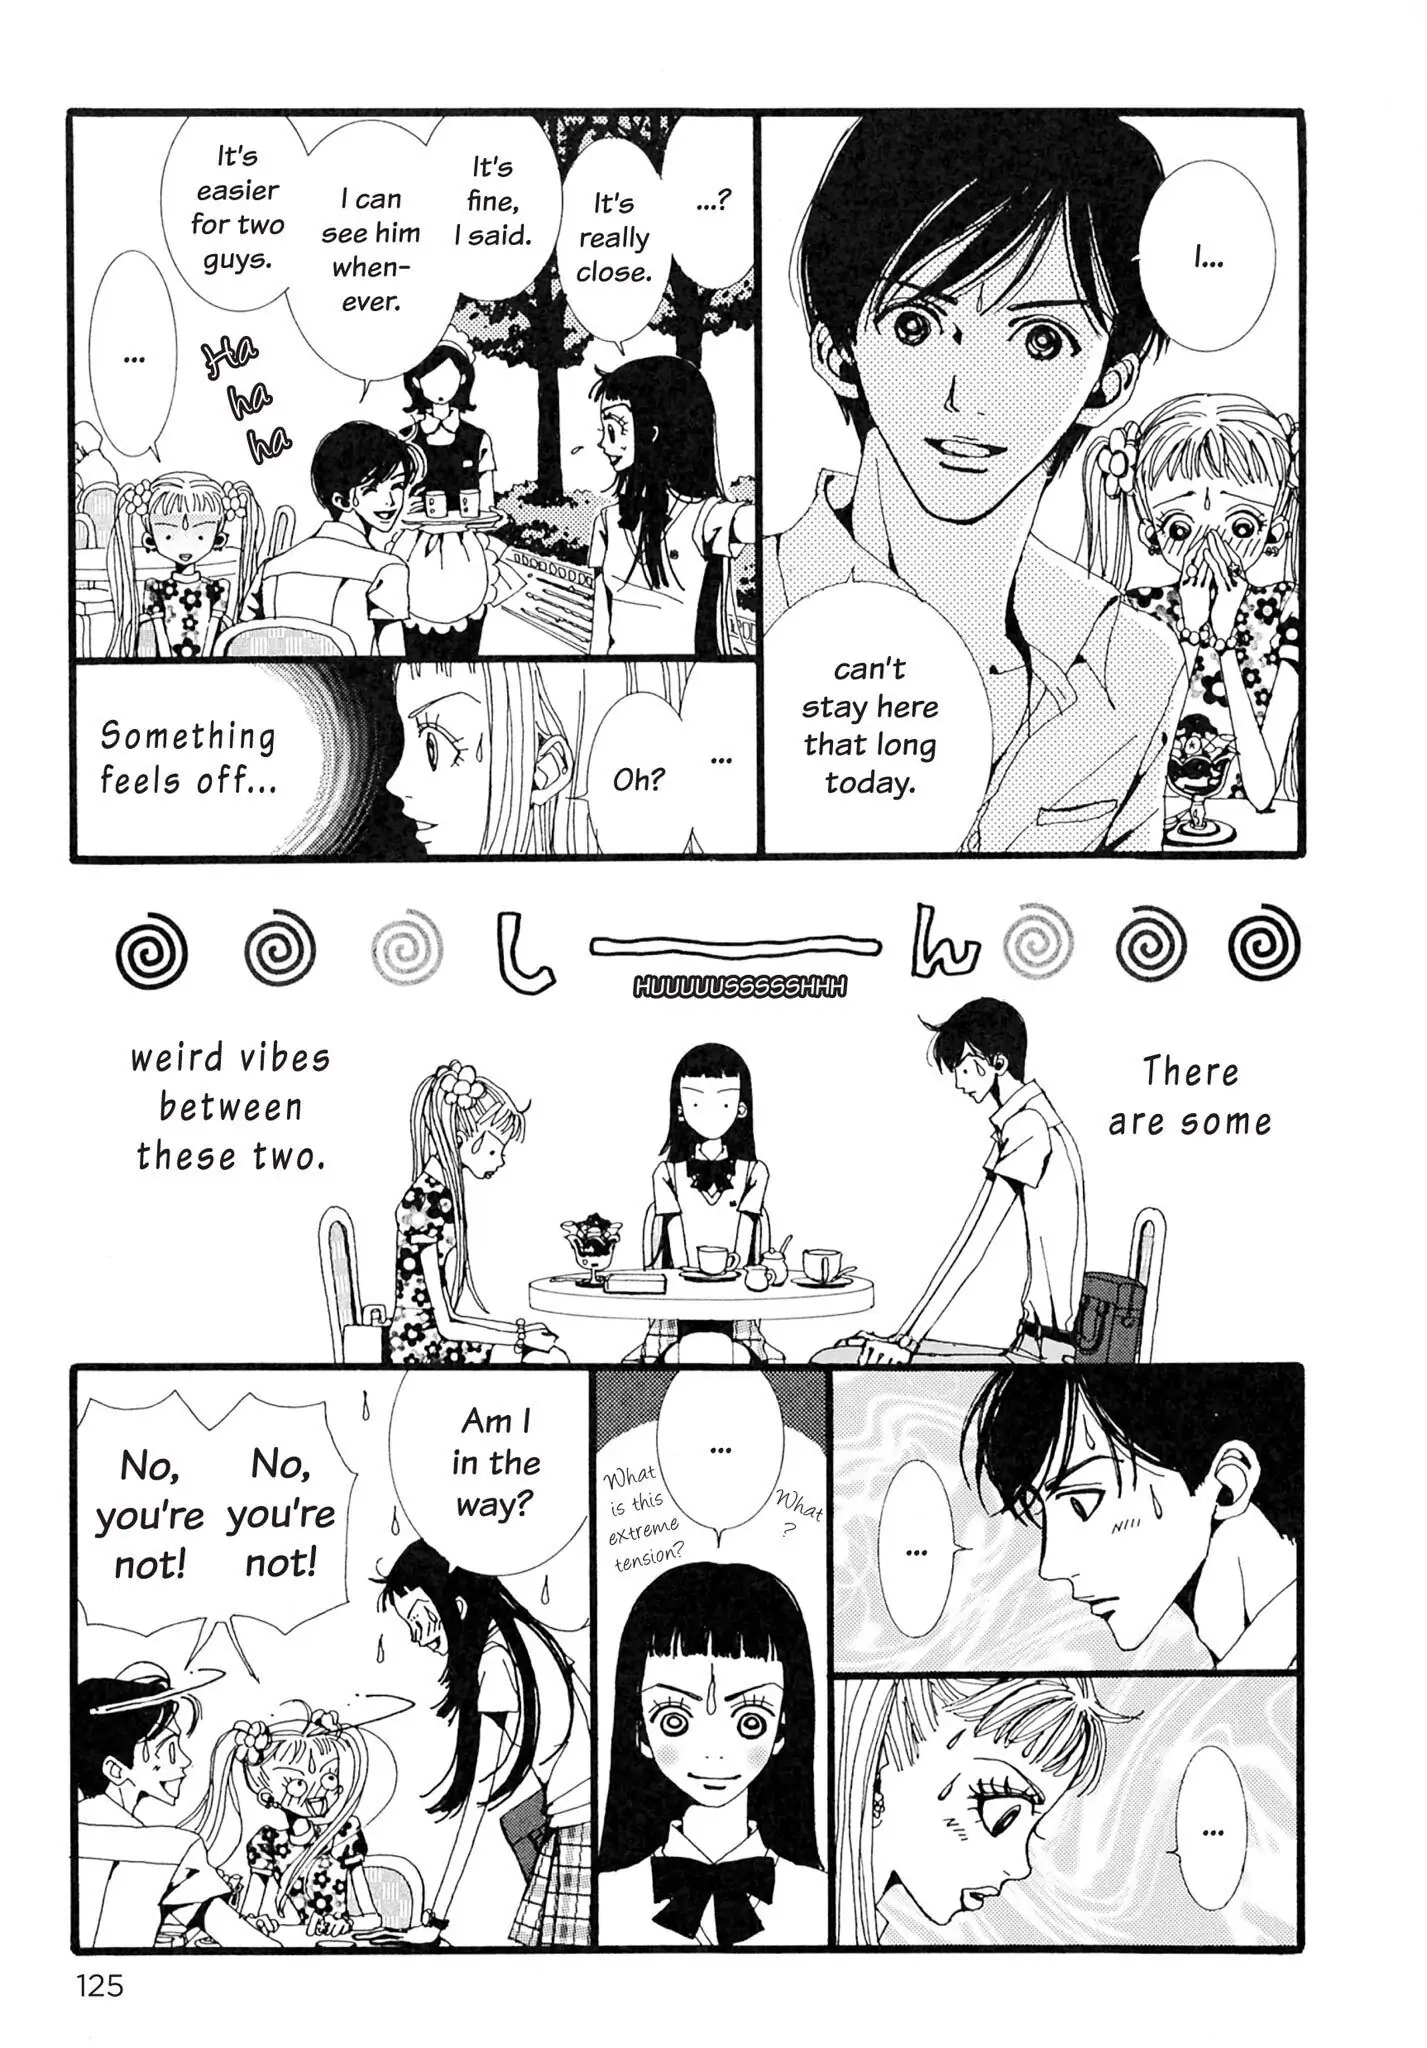 I...
can't
stay here
that long
today.
...?
It's
really
close.
It's
fine,
I said.
I can
see him
when-
ever.
It's
easier
for two
guys.
Ha
ha
ha
...
...
Oh?
Something
feels off...
しーん
HUUUUUSSSSSHHH
There
are some
weird vibes
between
these two.
...
...
...
What
?
What
is this
extreme
tension?
Am I
in the
way?
No,
you're
not!
No,
you're
not!
125